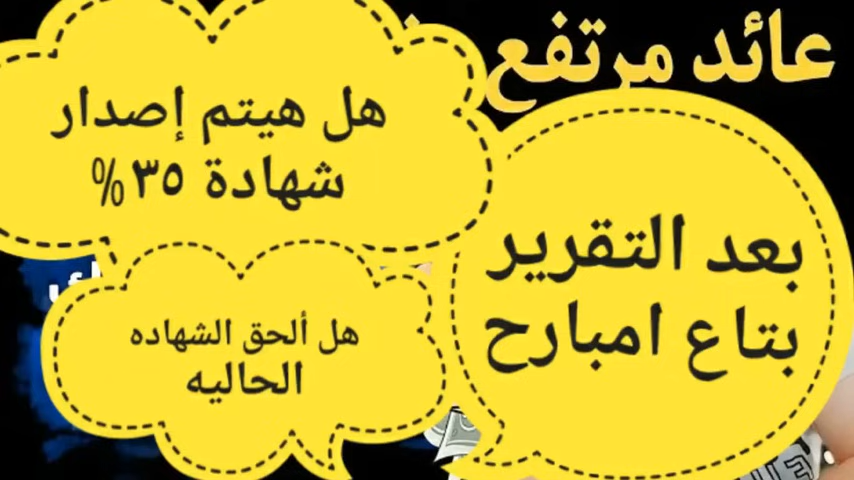 عائد مرتفع
هل هيتم إصدار
شهادة ٣٥%
بعد التقرير
بتاع امبارح
هل ألحق الشهاده
الحاليه